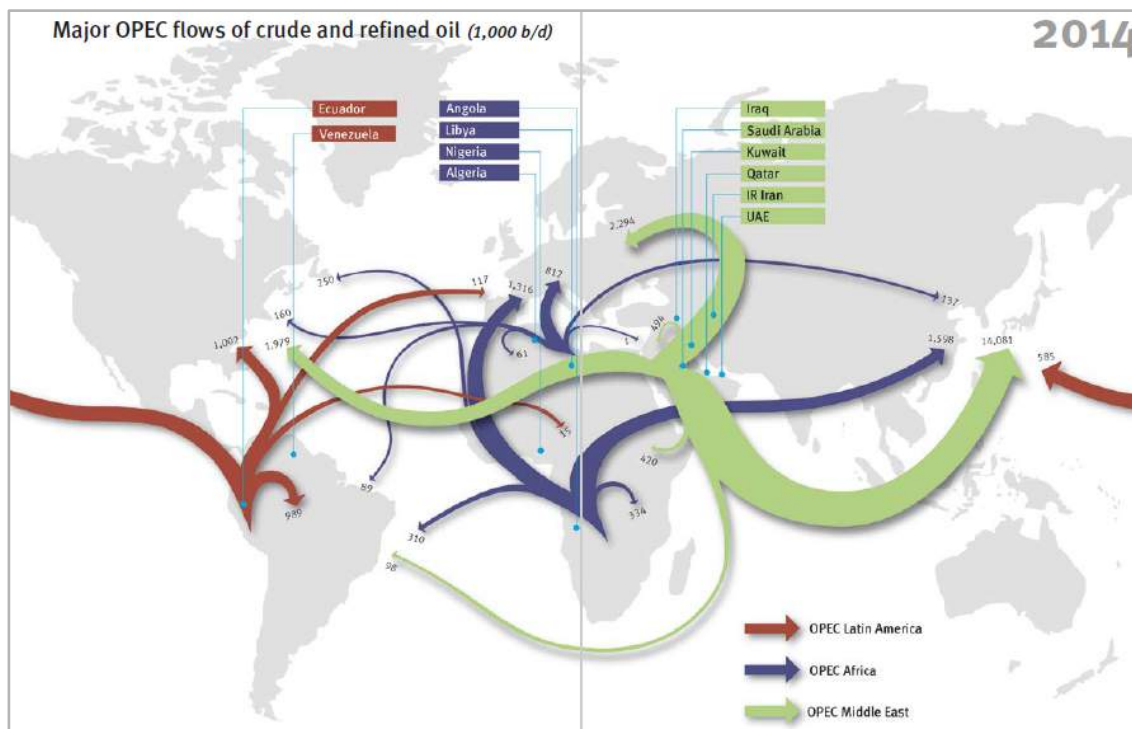 Major OPEC flows of crude and refined oil (1,000 b/d)
2014
Ecuador
Venezuela
Angola
Libya
Nigeria
Algeria
Iraq
Saudi Arabia
Kuwait
Qatar
IR Iran
UAE
2,294
250
117
1,316
812
137
160
494
1
1,002
1,979
61
1,598
14,081
585
420
89
989
334
310
98
OPEC Latin America
OPEC Africa
OPEC Middle East